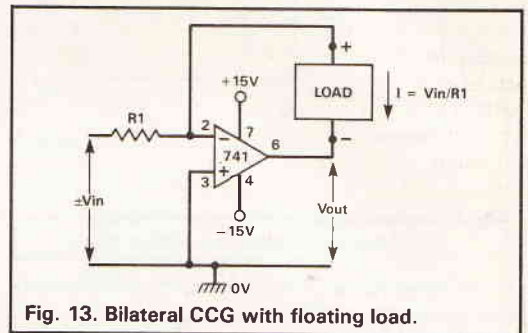 +
+15V
LOAD
I = Vin/R1
R1
2
7
−
741
6
−
3
+
4
±Vin
−15V
Vout
0V
Fig. 13. Bilateral CCG with floating load.